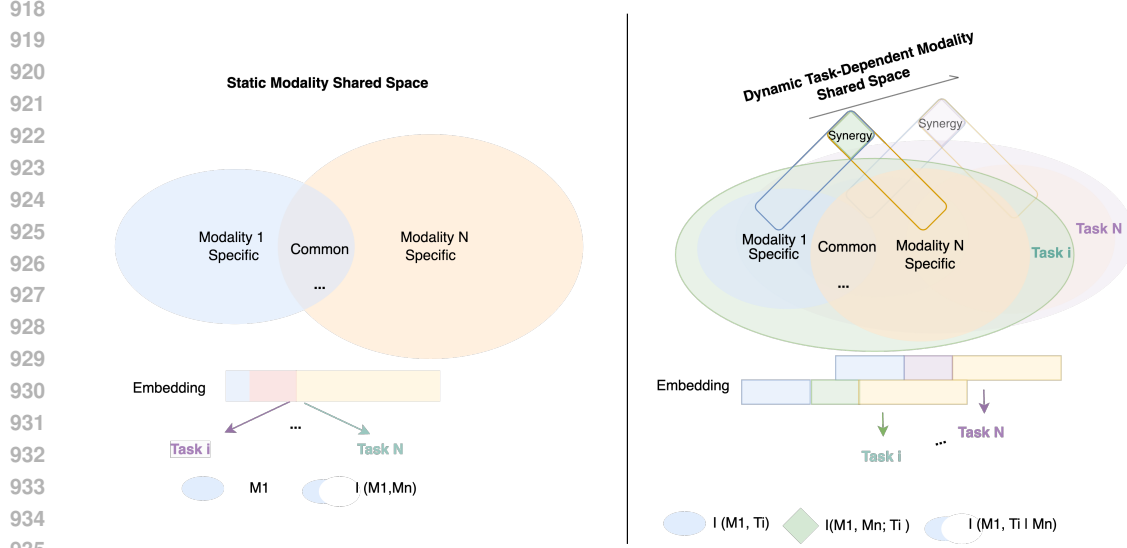 918
919
920
921
922
923
924
925
926
927
928
929
930
931
932
933
934
Static Modality Shared Space
Modality 1
Specific
Common
...
Modality N
Specific
Embedding
...
Task i
Task N
M1
I (M1,Mn)
Dynamic Task-Dependent Modality
Shared Space
Synergy
Synergy
Modality 1
Specific
Common
...
Modality N
Specific
Task i
Task N
Embedding
Task i
...
Task N
I (M1, Ti)
I(M1, Mn; Ti )
I (M1, Ti I Mn)